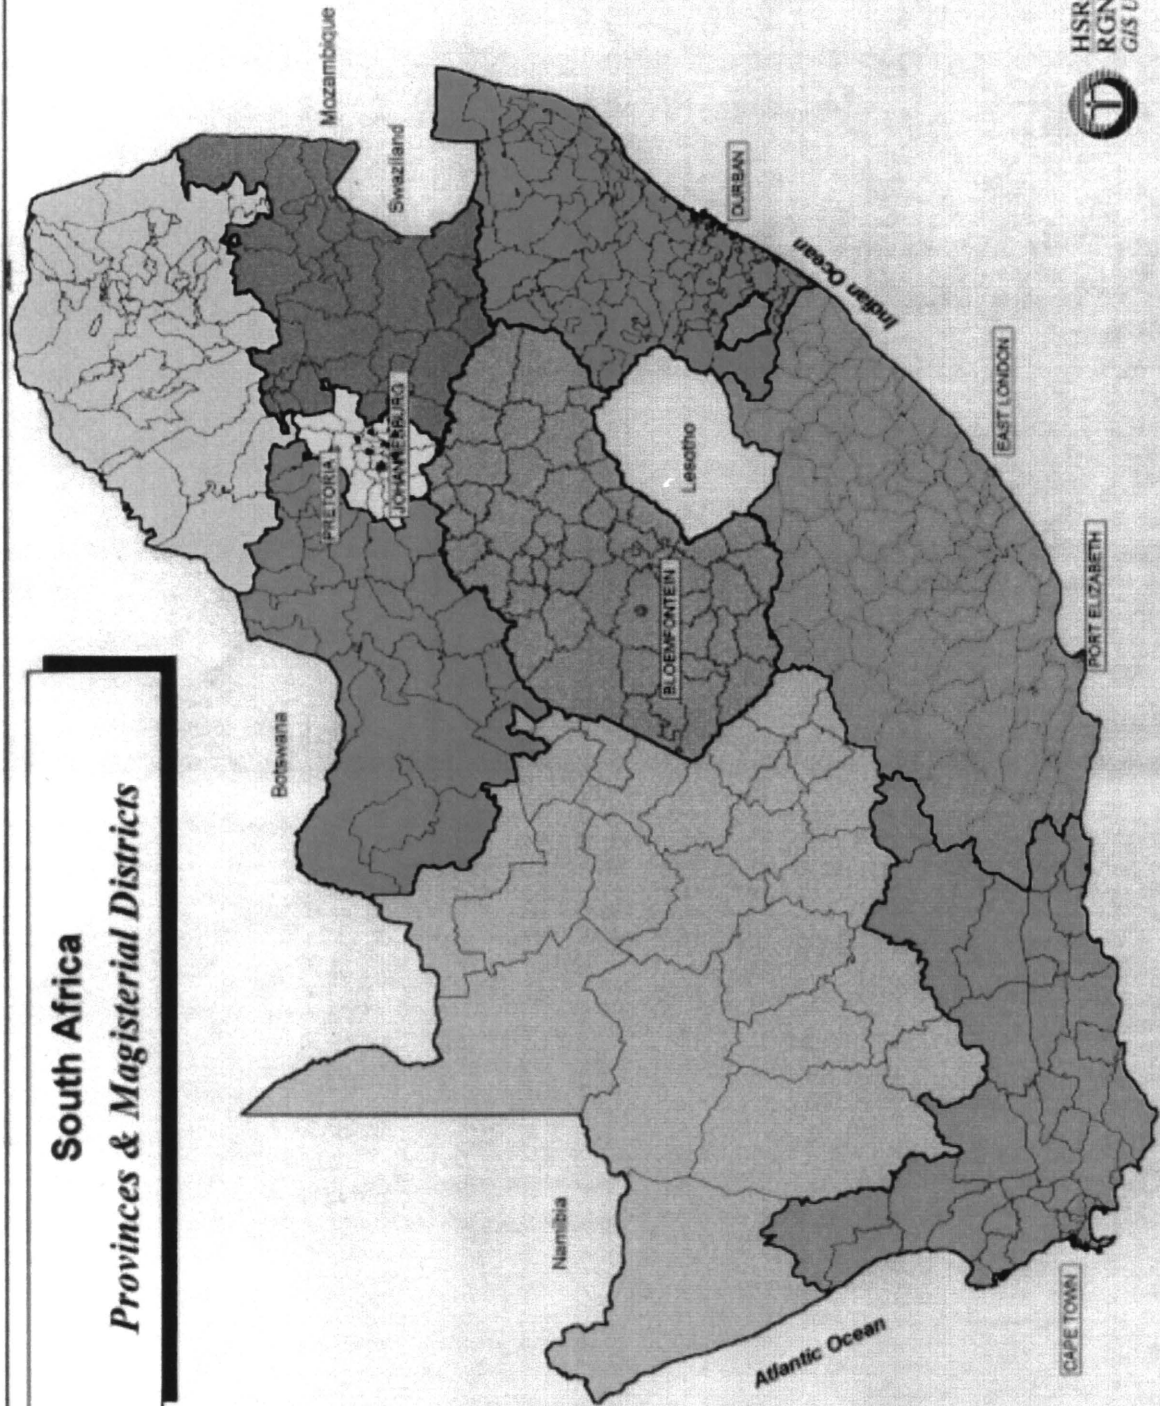 South Africa
Provinces & Magisterial Districts
Botswana
Namibia
Mozambique
Swaziland
PRETORIA
JOHANNESBURG
BLOEMFONTEIN
Lesotho
DURBAN
Indian Ocean
EAST LONDON
PORT ELIZABETH
CAPE TOWN
Atlantic Ocean
HSR
RGN
GIS U